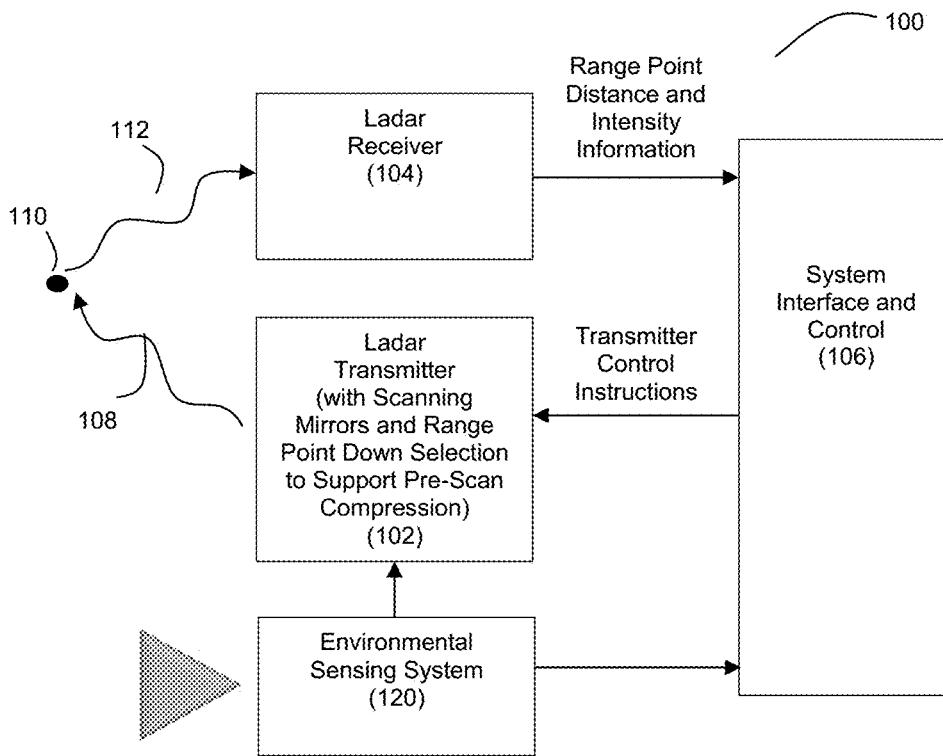 100
Range Point
Distance and
Intensity
Information
112
Ladar
Receiver
(104)
110
System
Interface and
Control
(106)
Ladar
Transmitter
(with Scanning
Mirrors and Range
Point Down Selection
to Support Pre-Scan
Compression)
(102)
Transmitter
Control
Instructions
108
Environmental
Sensing System
(120)